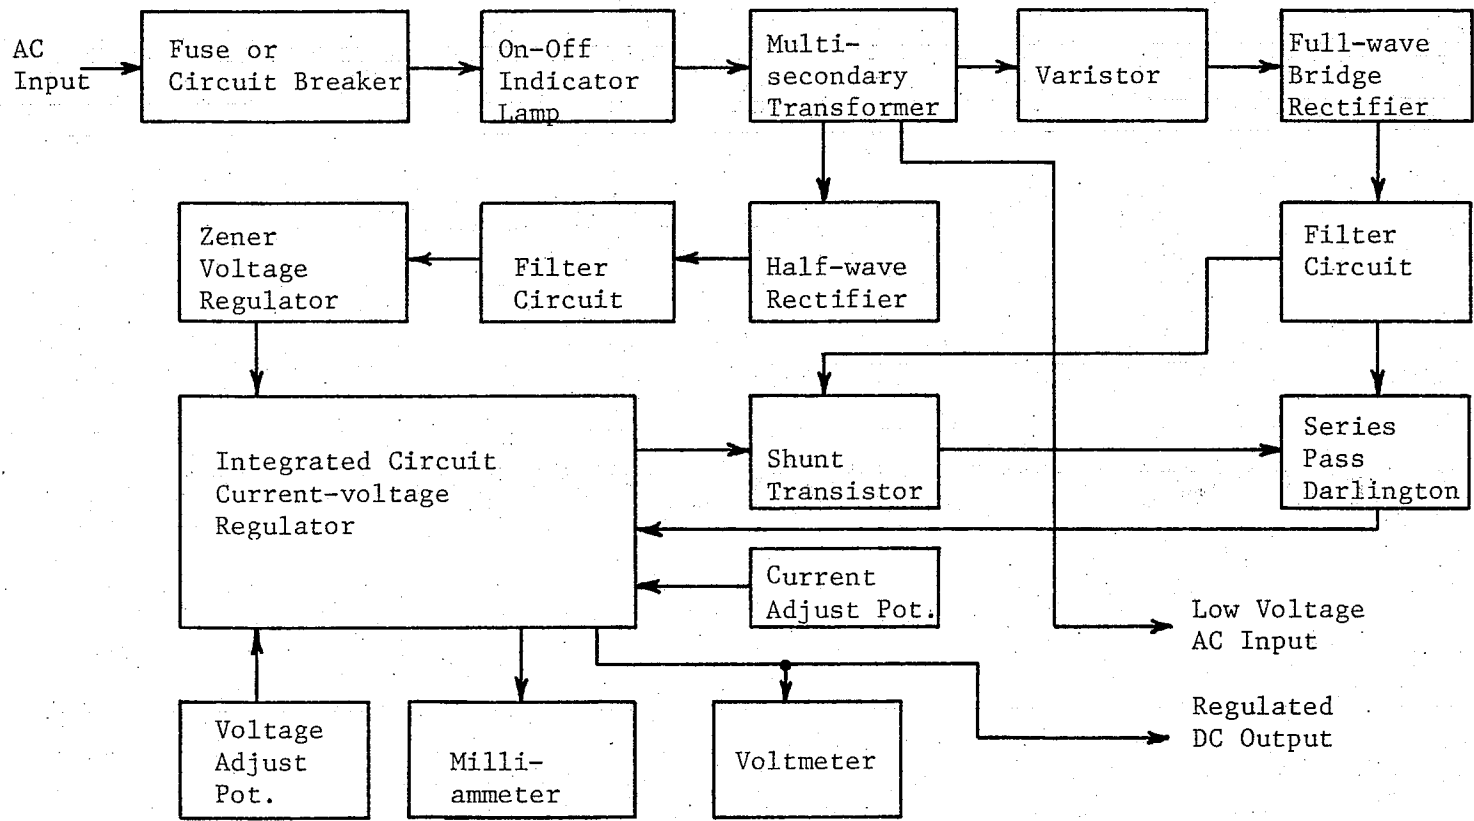 AC
Input
Fuse or
Circuit Breaker
On-Off
Indicator
Lamp
Multi-
secondary
Transformer
Varistor
Full-wave
Bridge
Rectifier
Zener
Voltage
Regulator
Filter
Circuit
Half-wave
Rectifier
Filter
Circuit
Integrated Circuit
Current-voltage
Regulator
Shunt
Transistor
Series
Pass
Darlington
Current
Adjust Pot.
Low Voltage
AC Input
Voltage
Adjust
Pot.
Milli-
ammeter
Voltmeter
Regulated
DC Output